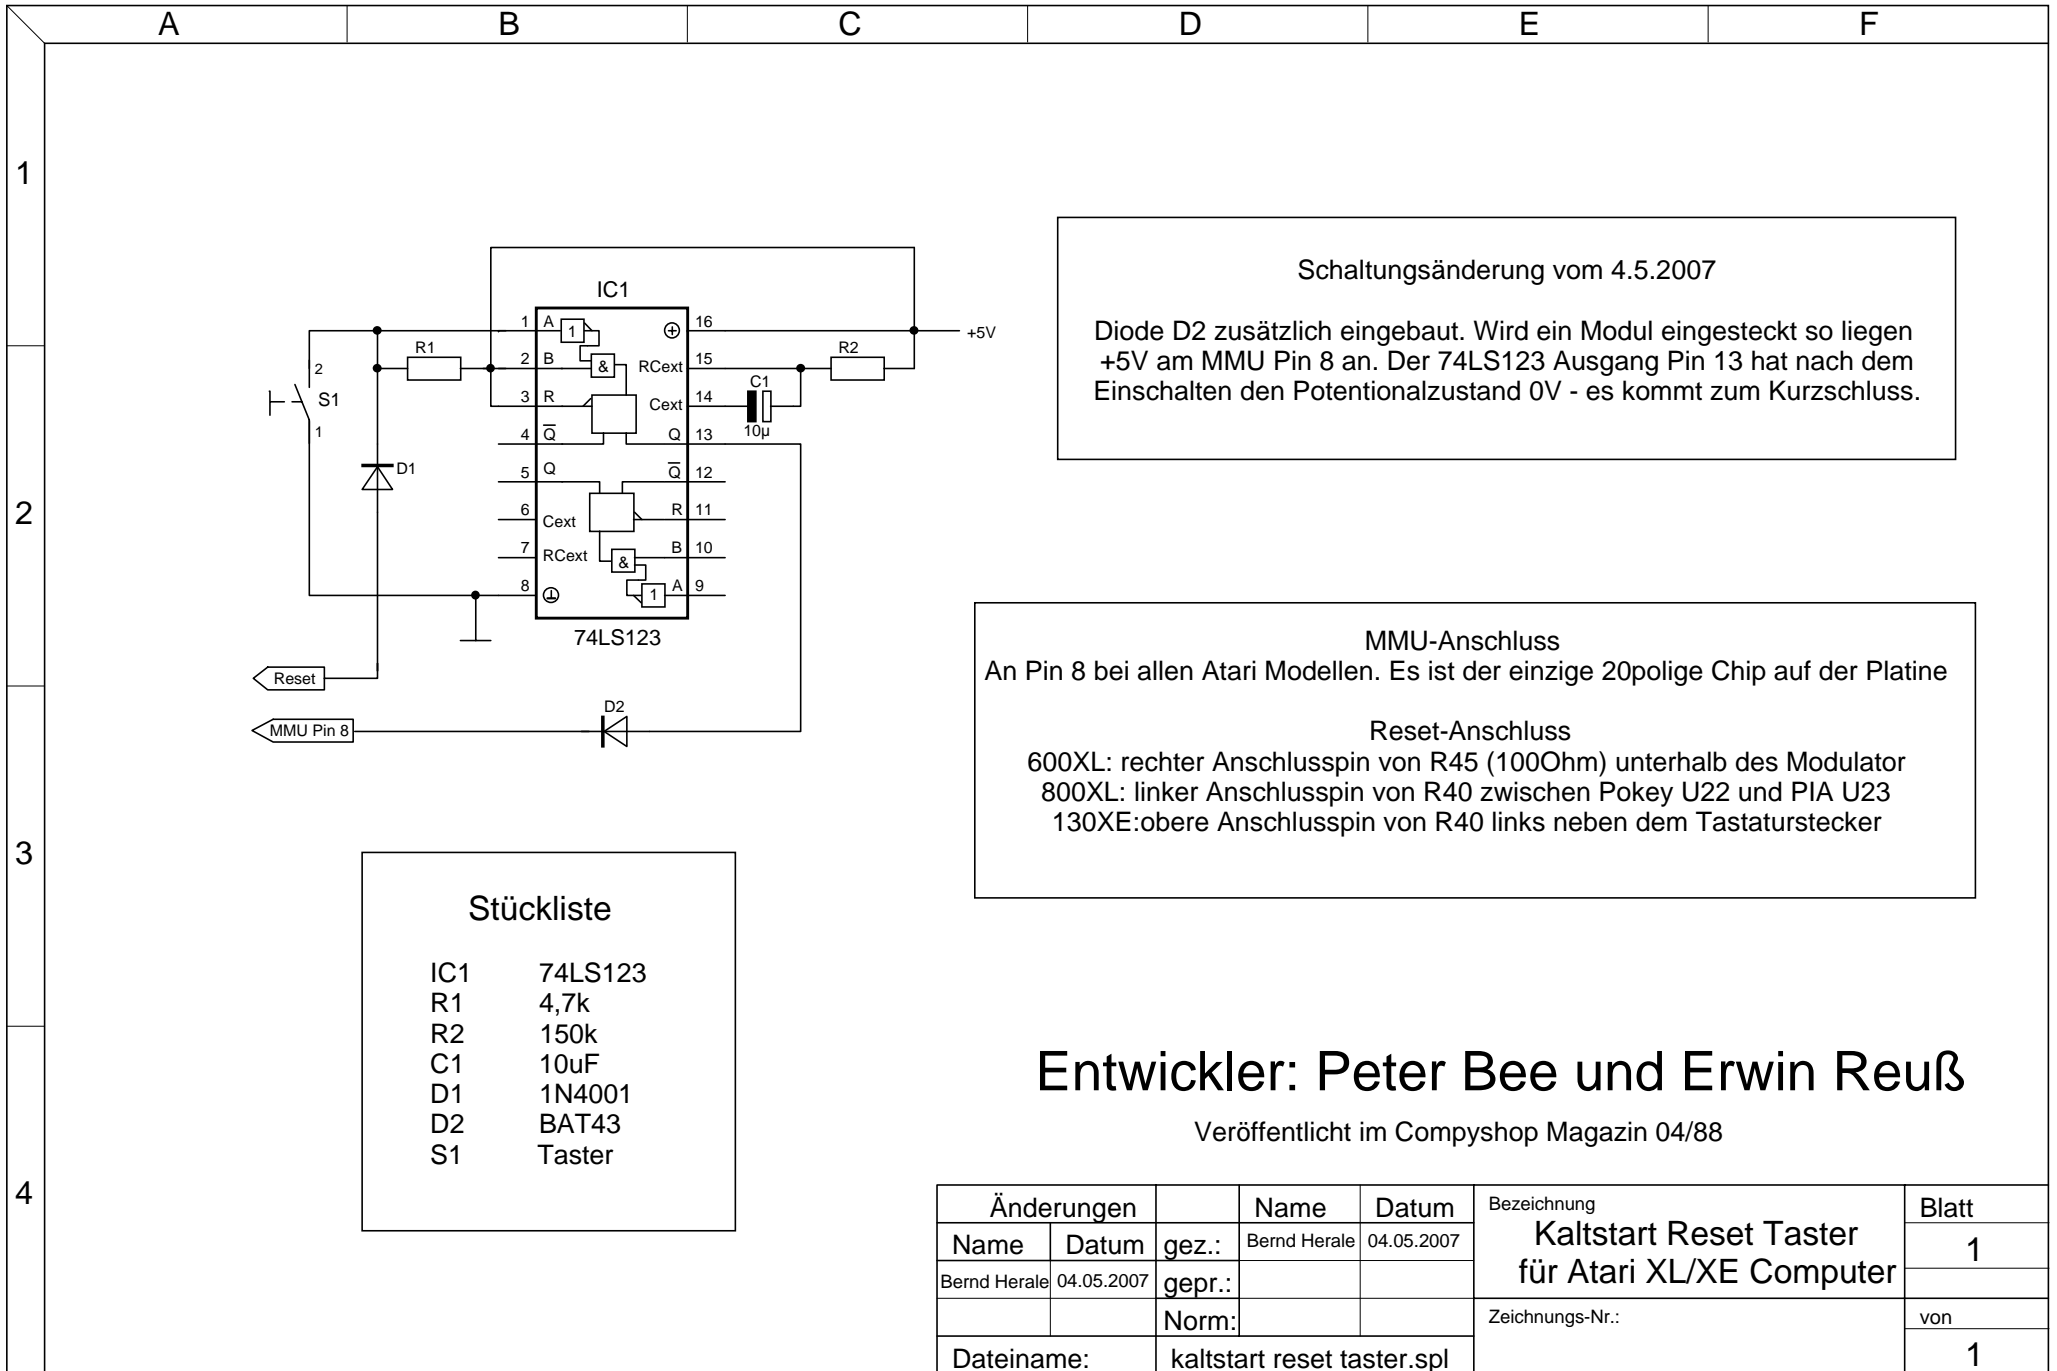 A B C D E F
1
2
3
4
IC1
1 A 1 16
+5V
R1
2 B & RCext 15
R2
3 R Cext 14
C1
10µ
4 Q̅ Q 13
5 Q Q̅ 12
6 Cext R 11
7 RCext & B 10
8 1 A 9
74LS123
2
S1
1
D1
Reset
D2
MMU Pin 8
Schaltungsänderung vom 4.5.2007
Diode D2 zusätzlich eingebaut. Wird ein Modul eingesteckt so liegen
+5V am MMU Pin 8 an. Der 74LS123 Ausgang Pin 13 hat nach dem
Einschalten den Potentionalzustand 0V - es kommt zum Kurzschluss.
MMU-Anschluss
An Pin 8 bei allen Atari Modellen. Es ist der einzige 20polige Chip auf der Platine
Reset-Anschluss
600XL: rechter Anschlusspin von R45 (100Ohm) unterhalb des Modulator
800XL: linker Anschlusspin von R40 zwischen Pokey U22 und PIA U23
130XE:obere Anschlusspin von R40 links neben dem Tastaturstecker
Stückliste
IC1 74LS123
R1 4,7k
R2 150k
C1 10uF
D1 1N4001
D2 BAT43
S1 Taster
Entwickler: Peter Bee und Erwin Reuß
Veröffentlicht im Compyshop Magazin 04/88
Änderungen Name Datum
Name Datum gez.: Bernd Herale 04.05.2007
Bernd Herale 04.05.2007 gepr.:
Norm:
Dateiname: kaltstart reset taster.spl
Bezeichnung
Kaltstart Reset Taster
für Atari XL/XE Computer
Zeichnungs-Nr.:
Blatt
1
von
1